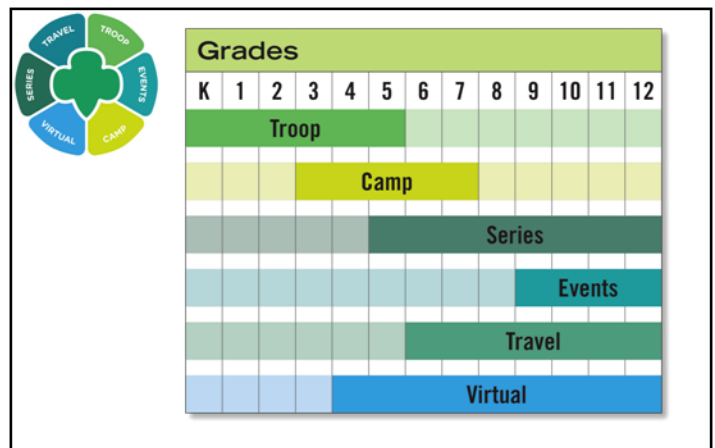 TRAVEL
TROOP
SERIES
EVENTS
VIRTUAL
CAMP
Grades
K 1 2 3 4 5 6 7 8 9 10 11 12
Troop
Camp
Series
Events
Travel
Virtual